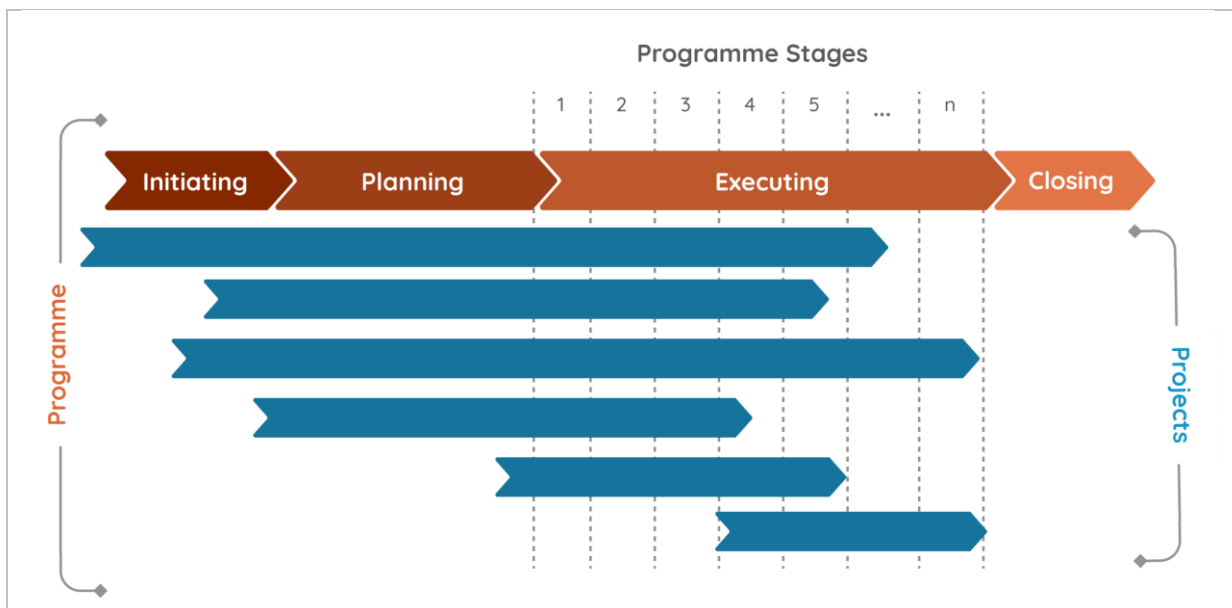 Programme Stages
1 2 3 4 5 ... n
Initiating Planning Executing Closing
Programme
Projects